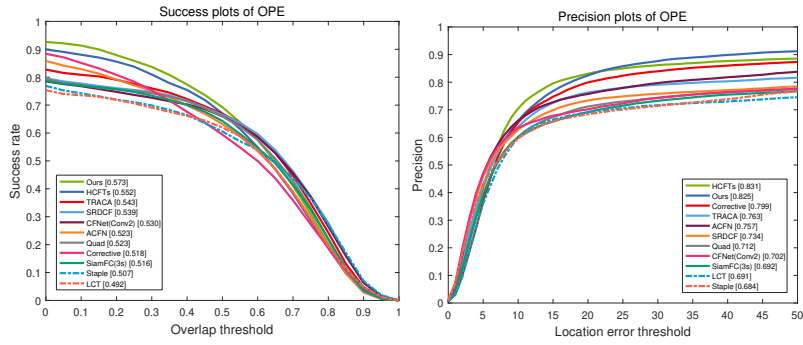 Success plots of OPE
Success rate
1
0.9
0.8
0.7
0.6
0.5
0.4
0.3
0.2
0.1
0
Ours [0.573]
HCFTs [0.552]
TRACA [0.543]
SRDCF [0.539]
CFNet(Conv2) [0.530]
ACFN [0.523]
Quad [0.523]
Corrective [0.518]
SiamFC(3s) [0.516]
Staple [0.507]
LCT [0.492]
0 0.1 0.2 0.3 0.4 0.5 0.6 0.7 0.8 0.9 1
Overlap threshold
Precision plots of OPE
Precision
1
0.9
0.8
0.7
0.6
0.5
0.4
0.3
0.2
0.1
0
HCFTs [0.831]
Ours [0.825]
Corrective [0.799]
TRACA [0.763]
ACFN [0.757]
SRDCF [0.734]
Quad [0.712]
CFNet(Conv2) [0.702]
SiamFC(3s) [0.692]
LCT [0.691]
Staple [0.684]
0 5 10 15 20 25 30 35 40 45 50
Location error threshold